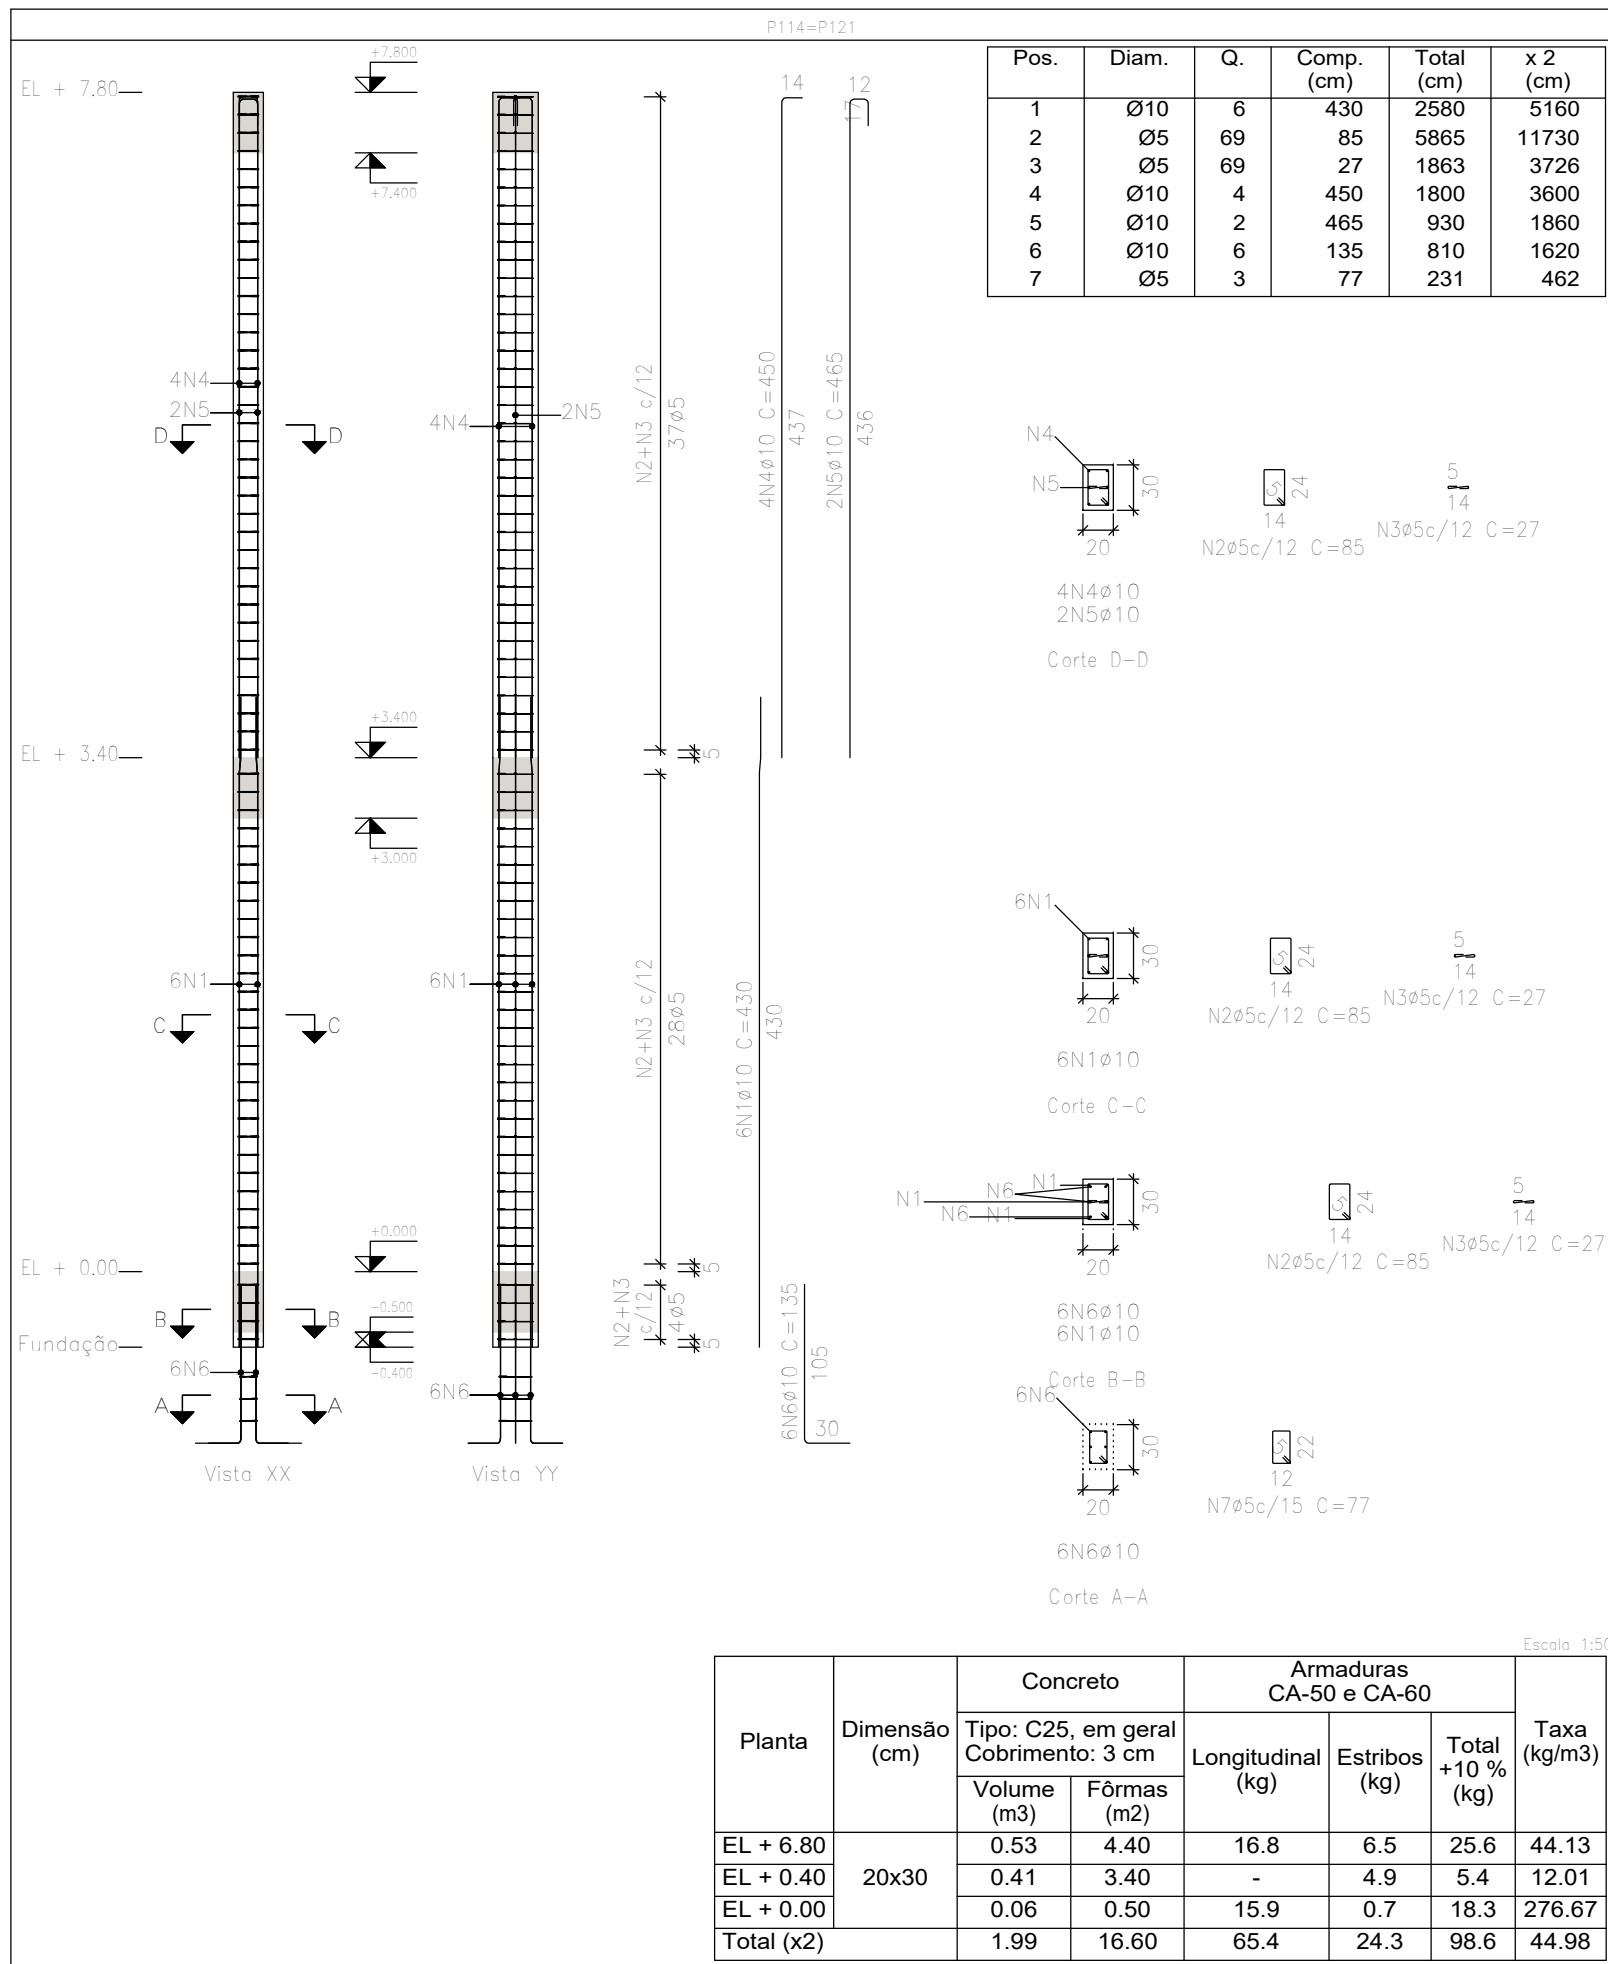 P114=P121
Pos. Diam. Q. Comp. (cm) Total (cm) x 2 (cm)
1 Ø10 6 430 2580 5160
2 Ø5 69 85 5865 11730
3 Ø5 69 27 1863 3726
4 Ø10 4 450 1800 3600
5 Ø10 2 465 930 1860
6 Ø10 6 135 810 1620
7 Ø5 3 77 231 462
EL + 7.80
+7.800
+7.400
14
12
17
4N4
2N5
D D
4N4
2N5
N2+N3 c/12
37ø5
4N4ø10 C=450
437
2N5ø10 C=465
436
N4
N5
30
20
4N4ø10
2N5ø10
Corte D-D
5
24
14
N2ø5c/12 C=85
5
14
N3ø5c/12 C=27
EL + 3.40
+3.400
+3.000
5
6N1
C C
6N1
N2+N3 c/12
28ø5
6N1ø10 C=430
430
6N1
30
20
6N1ø10
Corte C-C
5
24
14
N2ø5c/12 C=85
5
14
N3ø5c/12 C=27
N1
N6
N1
N6
N1
30
20
6N6ø10
6N1ø10
Corte B-B
5
24
14
N2ø5c/12 C=85
5
14
N3ø5c/12 C=27
EL + 0.00
+0.000
5
B B
-0.500
-0.400
Fundação
N2+N3
c/12
4ø5
5
6N6ø10 C=135
105
30
6N6
6N6
A A
Vista XX
Vista YY
6N6
30
20
6N6ø10
Corte A-A
5
22
12
N7ø5c/15 C=77
Escala 1:50
Planta Dimensão (cm) Concreto Armaduras CA-50 e CA-60 Taxa (kg/m3)
Tipo: C25, em geral
Cobrimento: 3 cm
Longitudinal (kg) Estribos (kg) Total +10 % (kg)
Volume (m3) Fôrmas (m2)
EL + 6.80 0.53 4.40 16.8 6.5 25.6 44.13
EL + 0.40 20x30 0.41 3.40 - 4.9 5.4 12.01
EL + 0.00 0.06 0.50 15.9 0.7 18.3 276.67
Total (x2) 1.99 16.60 65.4 24.3 98.6 44.98